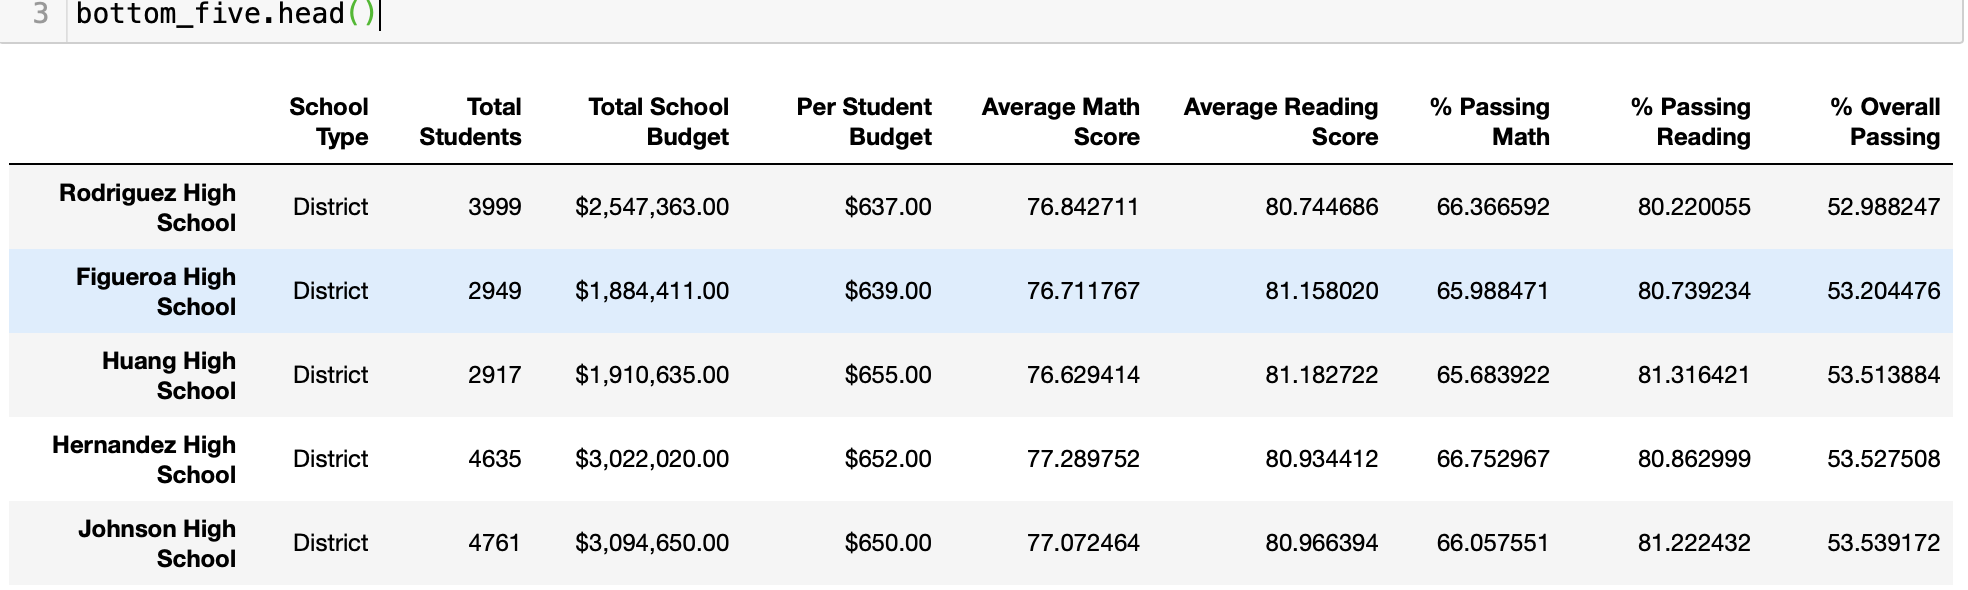 3 bottom_five.head()
School Type Total Students Total School Budget Per Student Budget Average Math Score Average Reading Score % Passing Math % Passing Reading % Overall Passing
Rodriguez High School District 3999 $2,547,363.00 $637.00 76.842711 80.744686 66.366592 80.220055 52.988247
Figueroa High School District 2949 $1,884,411.00 $639.00 76.711767 81.158020 65.988471 80.739234 53.204476
Huang High School District 2917 $1,910,635.00 $655.00 76.629414 81.182722 65.683922 81.316421 53.513884
Hernandez High School District 4635 $3,022,020.00 $652.00 77.289752 80.934412 66.752967 80.862999 53.527508
Johnson High School District 4761 $3,094,650.00 $650.00 77.072464 80.966394 66.057551 81.222432 53.539172